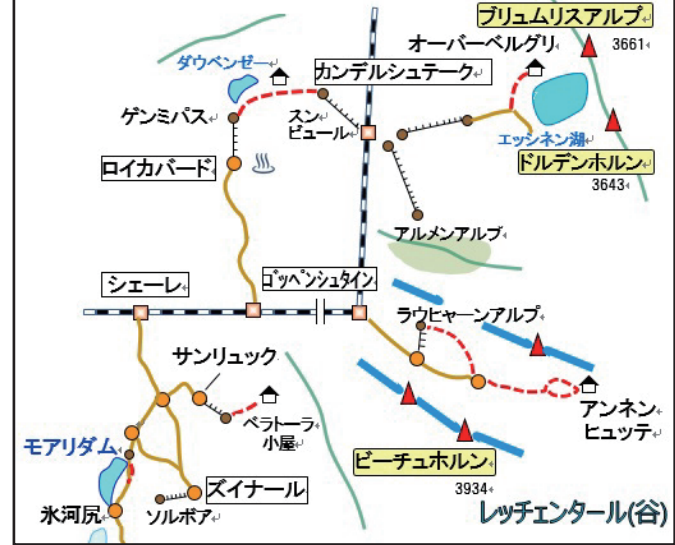 ブリュムリスアルプ
3661
オーバーベルグリ
ダウベンゼー
カンデルシュテーク
ゲンミパス
スン
ビュール
エッシネン湖
ロイカバード
ドルデンホルン
3643
アルメンアルプ
シェーレ
ゴッペンシュタイン
ラウヒャーンアルプ
サンリュック
ベラトーラ
小屋
アンネン
ヒュッテ
モアリダム
ビーチュホルン
3934
ズイナール
氷河尻
ソルボア
レッチェンタール(谷)